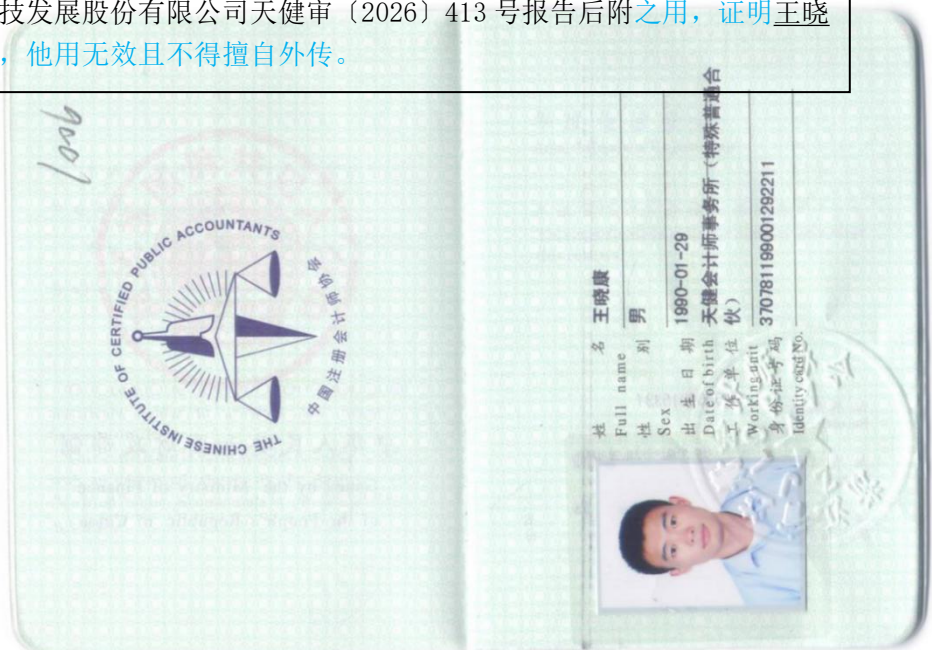 技发展股份有限公司天健审〔2026〕413 号报告后附之用，证明王晓
，他用无效且不得擅自外传。
9007
THE CHINESE INSTITUTE OF CERTIFIED PUBLIC ACCOUNTANTS
中国注册会计师协会
姓 名 王晓康
Full name
性 别 男
Sex
出 生 日 期 1990-01-29
Date of birth
工 作 单 位 天健会计师事务所（特殊普通合
Working unit 伙）
身份证号码 370781199001292211
Identity card No.